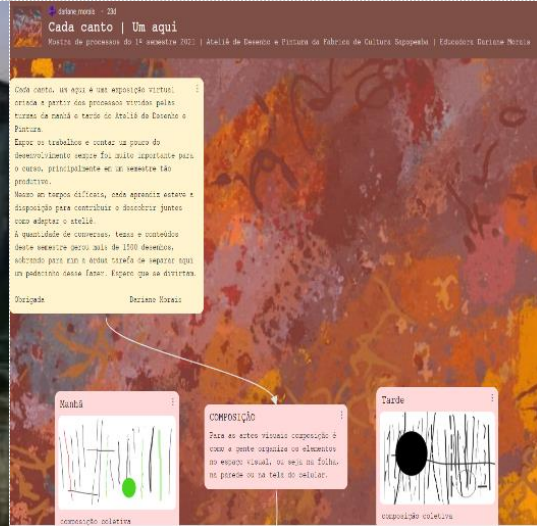 dariane_morais • 23d
Cada canto | Um aqui
Mostra de processos do 1º semestre 2021 | Ateliê de Desenho e Pintura da Fábrica de Cultura Sapopemba | Educadora Dariane Morais
Cada canto, um aqui é uma exposição virtual
criada a partir dos processos vividos pelas
turmas da manhã e tarde do Ateliê de Desenho e
Pintura.
Expor os trabalhos e contar um pouco do
desenvolvimento sempre foi muito importante para
o curso, principalmente em um semestre tão
produtivo.
Mesmo em tempos difíceis, cada aprendiz esteve a
disposição para contribuir e descobrir juntes
como adaptar o ateliê.
A quantidade de conversas, temas e conteúdos
deste semestre gerou mais de 1500 desenhos,
sobrando para mim a árdua tarefa de separar aqui
um pedacinho desse fazer. Espero que se divirtam.
Obrigada Dariane Morais
Manhã
composição coletiva
COMPOSIÇÃO
Para as artes visuais composição é
como a gente organiza os elementos
no espaço visual, ou seja na folha,
na parede ou na tela do celular.
Tarde
composição coletiva